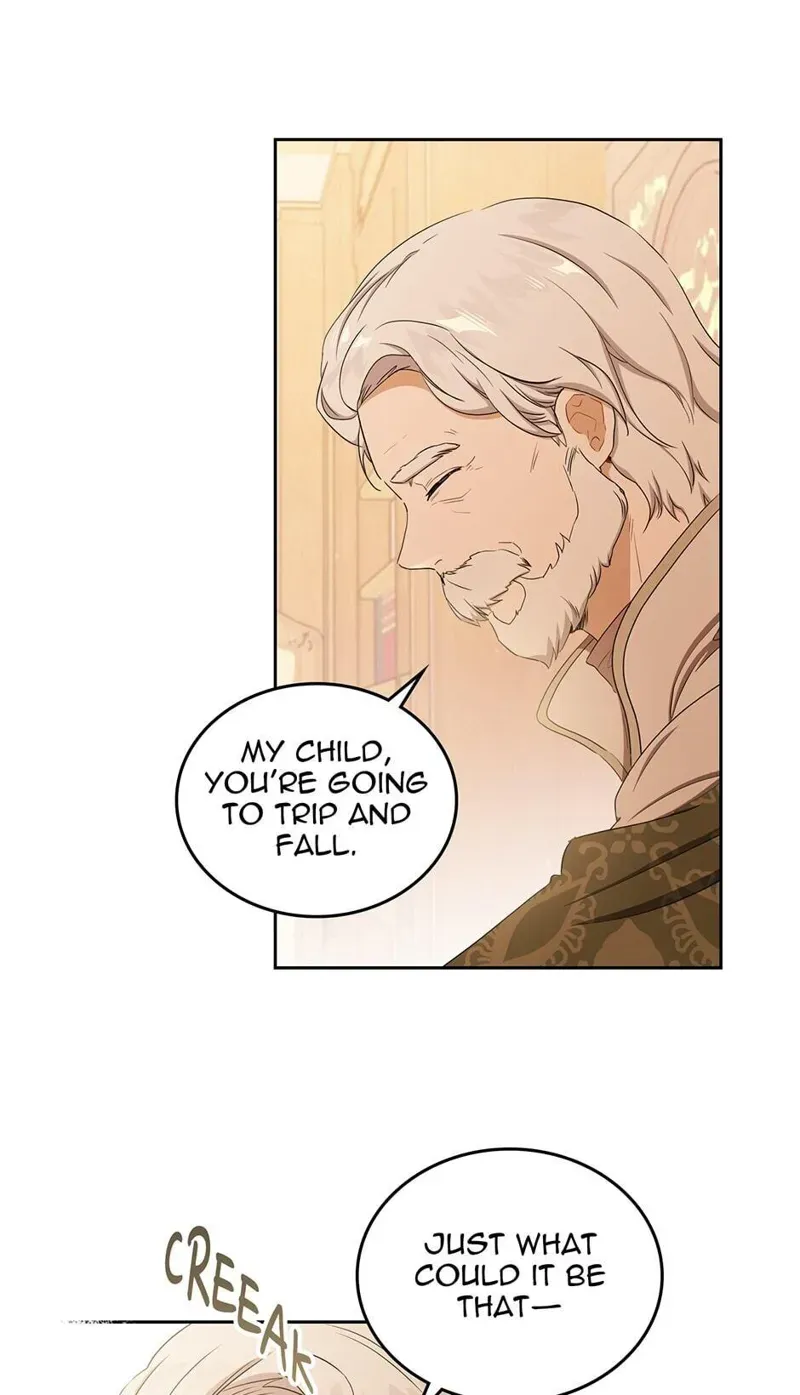 MY CHILD,
YOU'RE GOING
TO TRIP AND
FALL.
JUST WHAT
COULD IT BE
THAT—
CREEAK